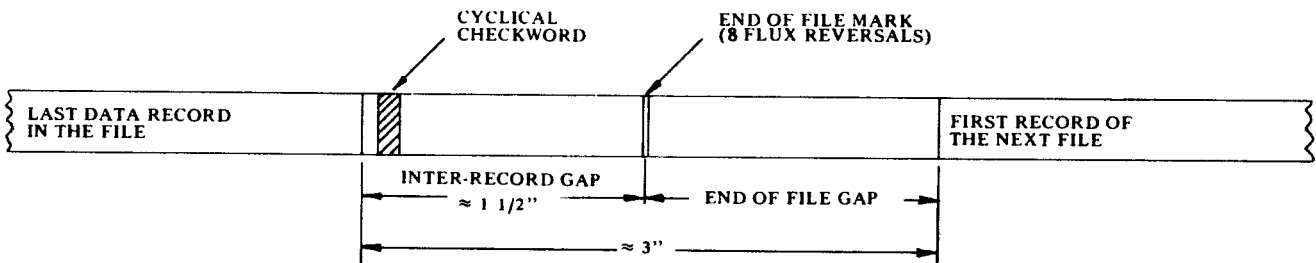 CYCLICAL
CHECKWORD
END OF FILE MARK
(8 FLUX REVERSALS)
LAST DATA RECORD
IN THE FILE
FIRST RECORD OF
THE NEXT FILE
INTER-RECORD GAP
≈ 1 1/2”
END OF FILE GAP
≈ 3”